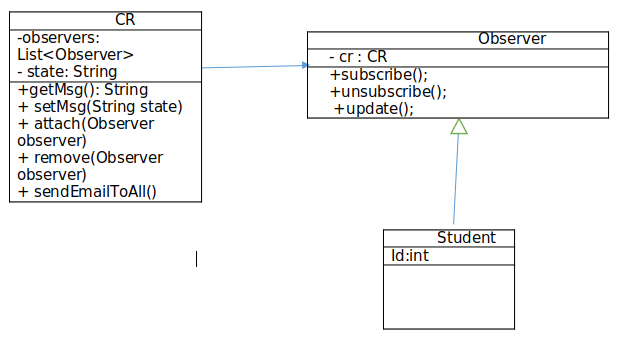 CR
-observers:
List<Observer>
- state: String
+getMsg(): String
+ setMsg(String state)
+ attach(Observer
observer)
+ remove(Observer
observer)
+ sendEmailToAll()
Observer
- cr : CR
+subscribe();
+unsubscribe();
+update();
Student
Id:int